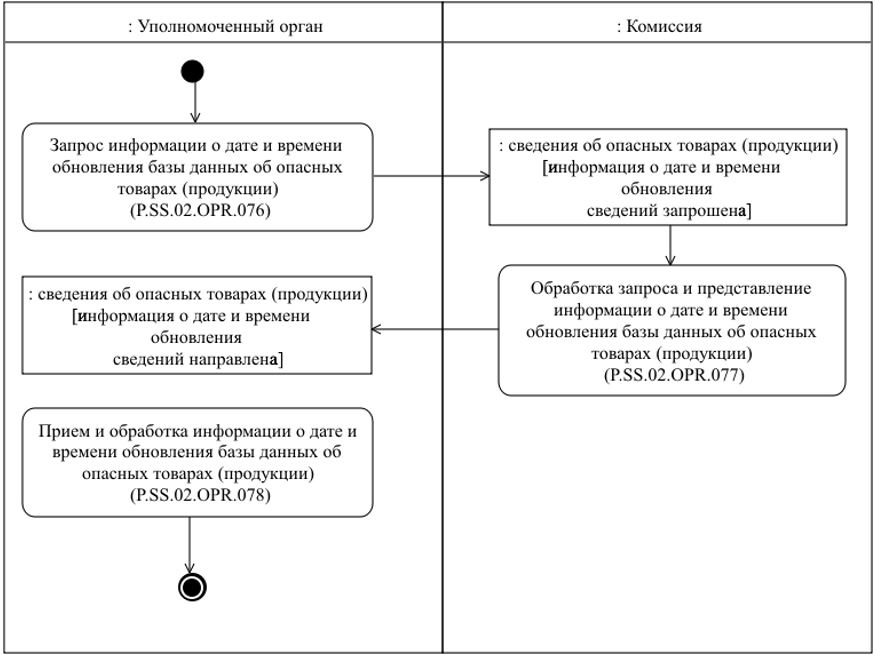 : Уполномоченный орган
: Комиссия
Запрос информации о дате и времени
обновления базы данных об опасных
товарах (продукции)
(P.SS.02.OPR.076)
: сведения об опасных товарах (продукции)
[информация о дате и времени
обновления
сведений запрошена]
Обработка запроса и представление
информации о дате и времени
обновления базы данных об опасных
товарах (продукции)
(P.SS.02.OPR.077)
: сведения об опасных товарах (продукции)
[информация о дате и времени
обновления
сведений направлена]
Прием и обработка информации о дате и
времени обновления базы данных об
опасных товарах (продукции)
(P.SS.02.OPR.078)